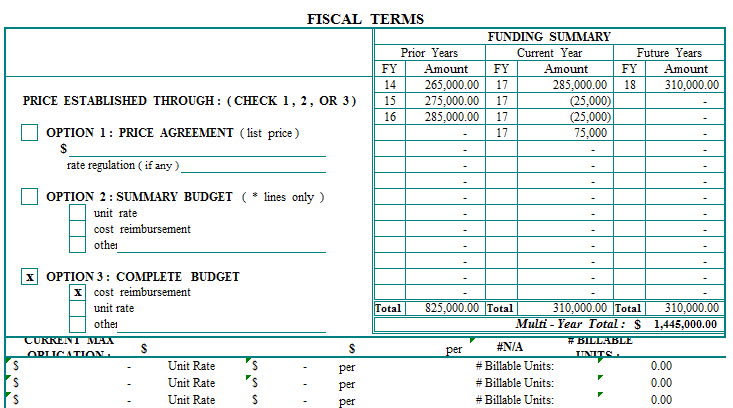 FISCAL TERMS
FUNDING SUMMARY
Prior Years Current Year Future Years
FY Amount FY Amount FY Amount
14 265,000.00 17 285,000.00 18 310,000.00
PRICE ESTABLISHED THROUGH : ( CHECK 1 , 2 , OR 3 ) 15 275,000.00 17 (25,000) -
16 285,000.00 17 (25,000) -
OPTION 1 : PRICE AGREEMENT ( list price ) - 17 75,000 -
$ - - -
rate regulation ( if any ) - - -
- - -
OPTION 2 : SUMMARY BUDGET ( * lines only ) - - -
unit rate - - -
cost reimbursement - - -
other - - -
- - -
x OPTION 3 : COMPLETE BUDGET - - -
x cost reimbursement - - -
unit rate Total 825,000.00 Total 310,000.00 Total 310,000.00
other Multi - Year Total : $ 1,445,000.00
CURRENT MAX OBLIGATION : $ $ per #N/A # BILLABLE UNITS :
$ - Unit Rate $ - per # Billable Units: 0.00
$ - Unit Rate $ - per # Billable Units: 0.00
$ - Unit Rate $ - per # Billable Units: 0.00